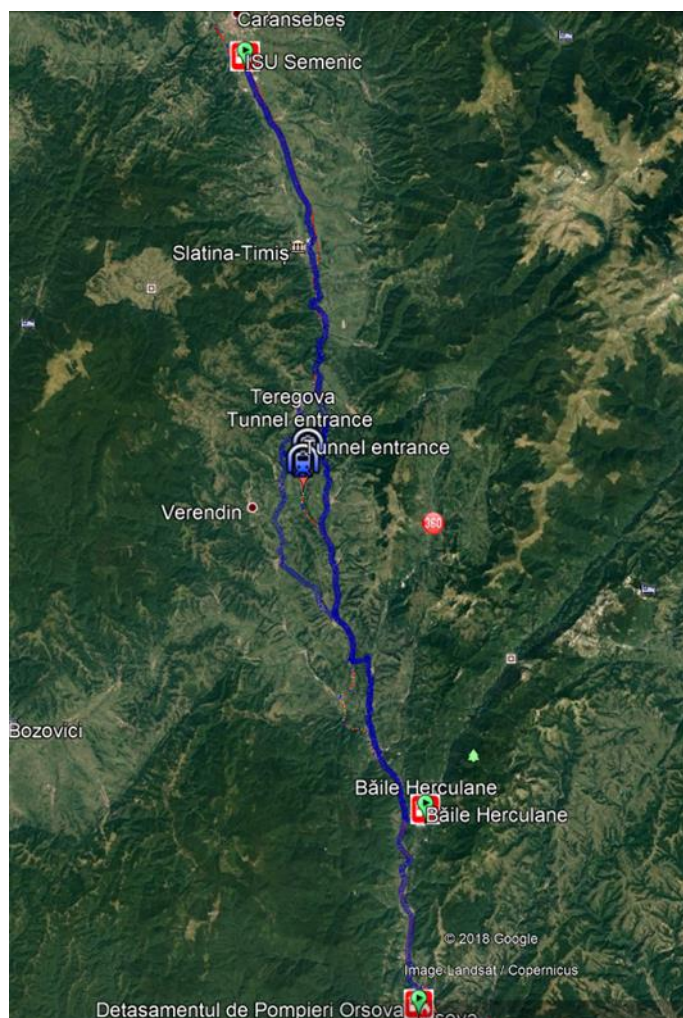 Caransebeș
ISU Semenic
Slatina-Timiș
Teregova
Tunnel entrance
Tunnel entrance
Verendin
360
Bozovici
Băile Herculane
Băile Herculane
© 2018 Google
Image Landsat / Copernicus
Detasamentul de Pompieri Orsova